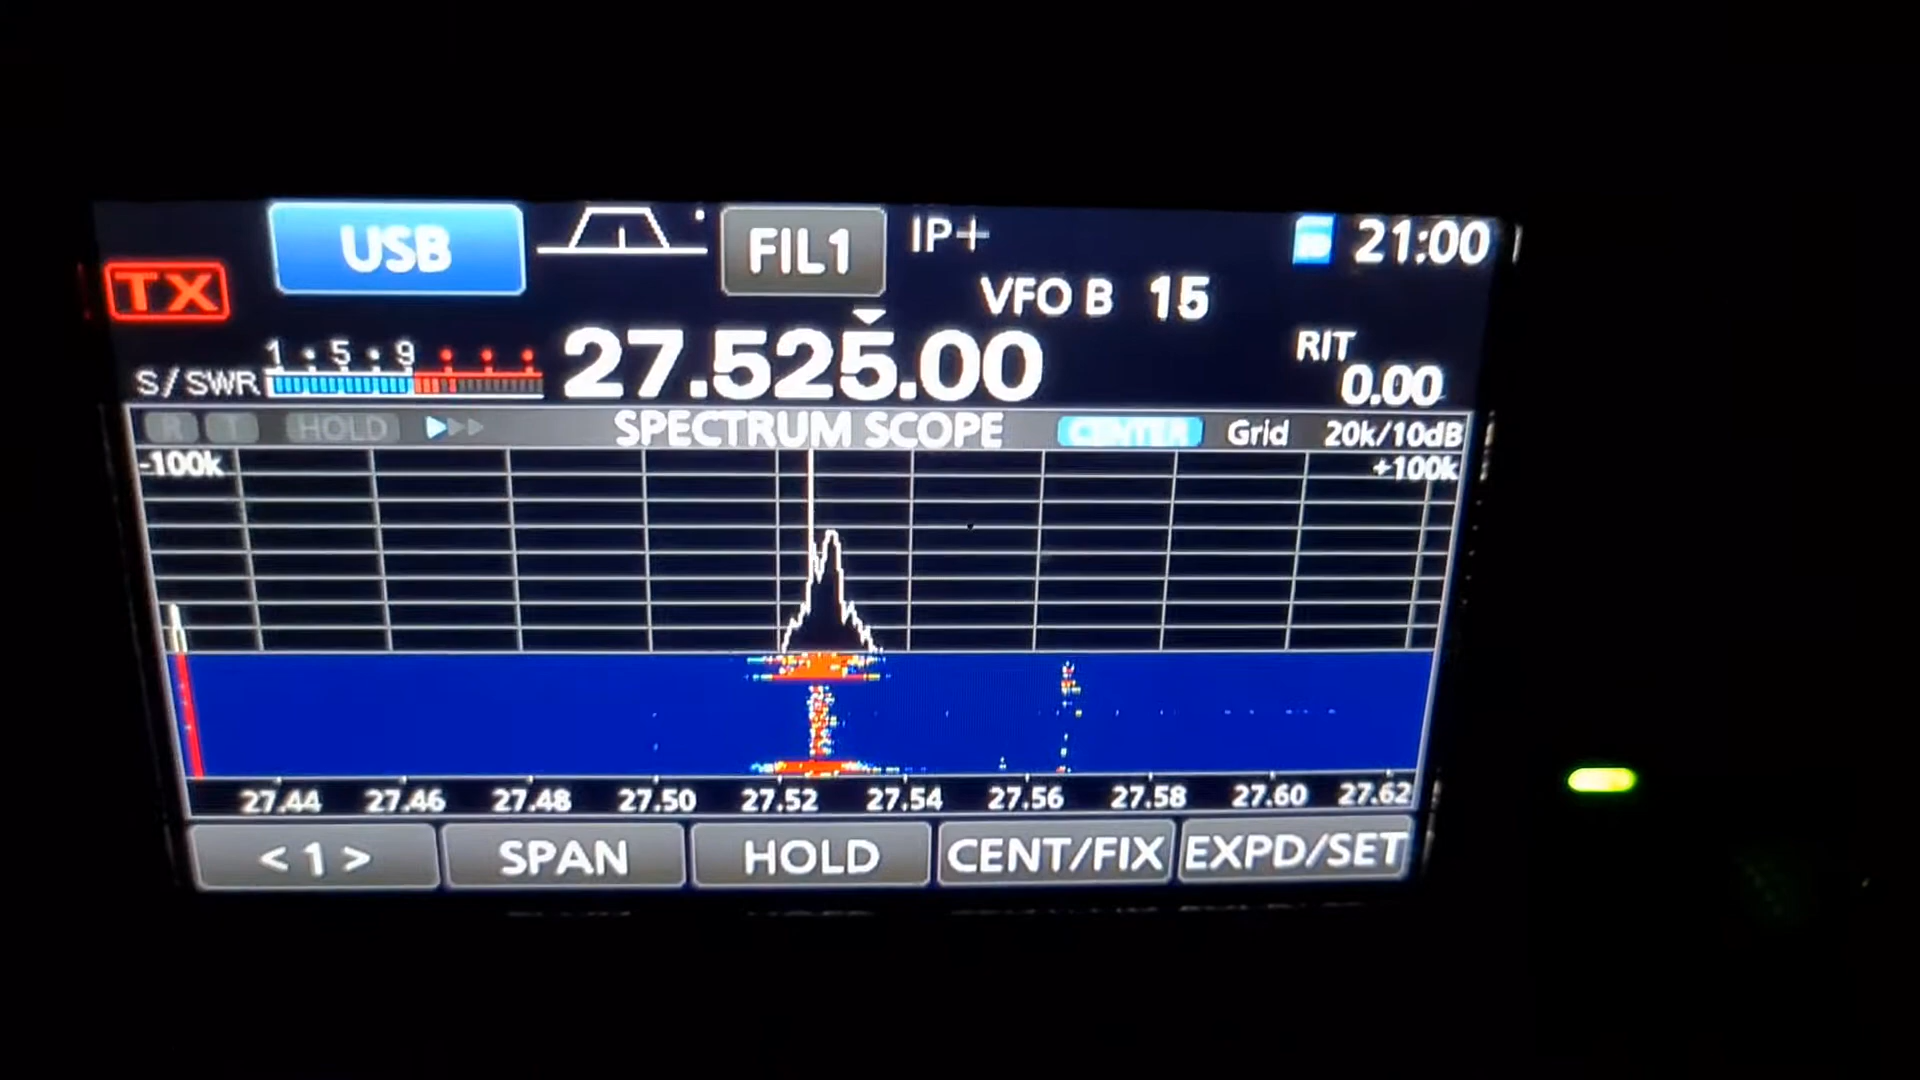 USB FIL1 IP+ 21:00
TX VFO B 15
1 • 5 • 9 RIT
S/SWR 27.525.00 0.00
R T HOLD SPECTRUM SCOPE CENTER Grid 20k/10dB
-100k +100k
27.44 27.46 27.48 27.50 27.52 27.54 27.56 27.58 27.60 27.62
< 1 > SPAN HOLD CENT/FIX EXPD/SET